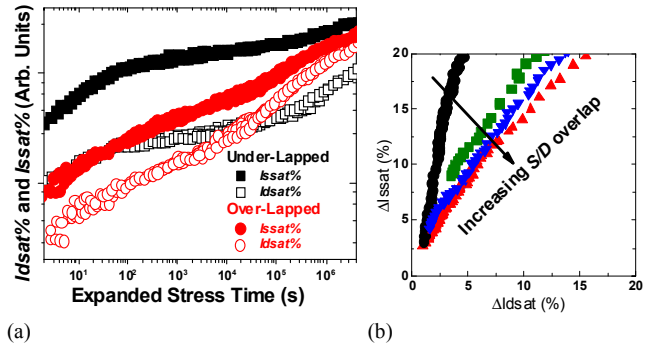 Idsat% and Issat% (Arb. Units)
Under-Lapped
Issat%
Idsat%
Over-Lapped
Issat%
Idsat%
10¹ 10² 10³ 10⁴ 10⁵ 10⁶
Expanded Stress Time (s)
(a)
ΔIssat (%)
20
15
10
5
0
Increasing S/D overlap
5 10 15 20
ΔIdsat (%)
(b)